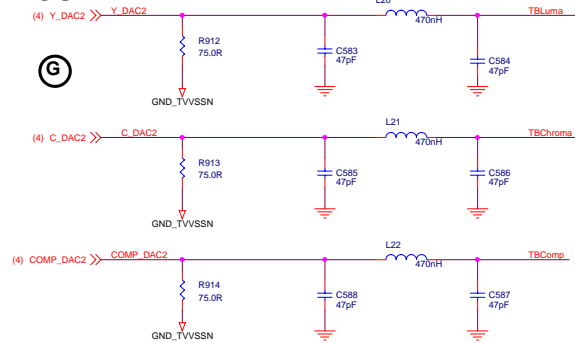 L20
(4) Y_DAC2 Y_DAC2 470nH TBLuma
R912
75.0R
C583
47pF
C584
47pF
G
GND_TVVSSN
L21
(4) C_DAC2 C_DAC2 470nH TBChroma
R913
75.0R
C585
47pF
C586
47pF
GND_TVVSSN
L22
(4) COMP_DAC2 COMP_DAC2 470nH TBComp
R914
75.0R
C588
47pF
C587
47pF
GND_TVVSSN